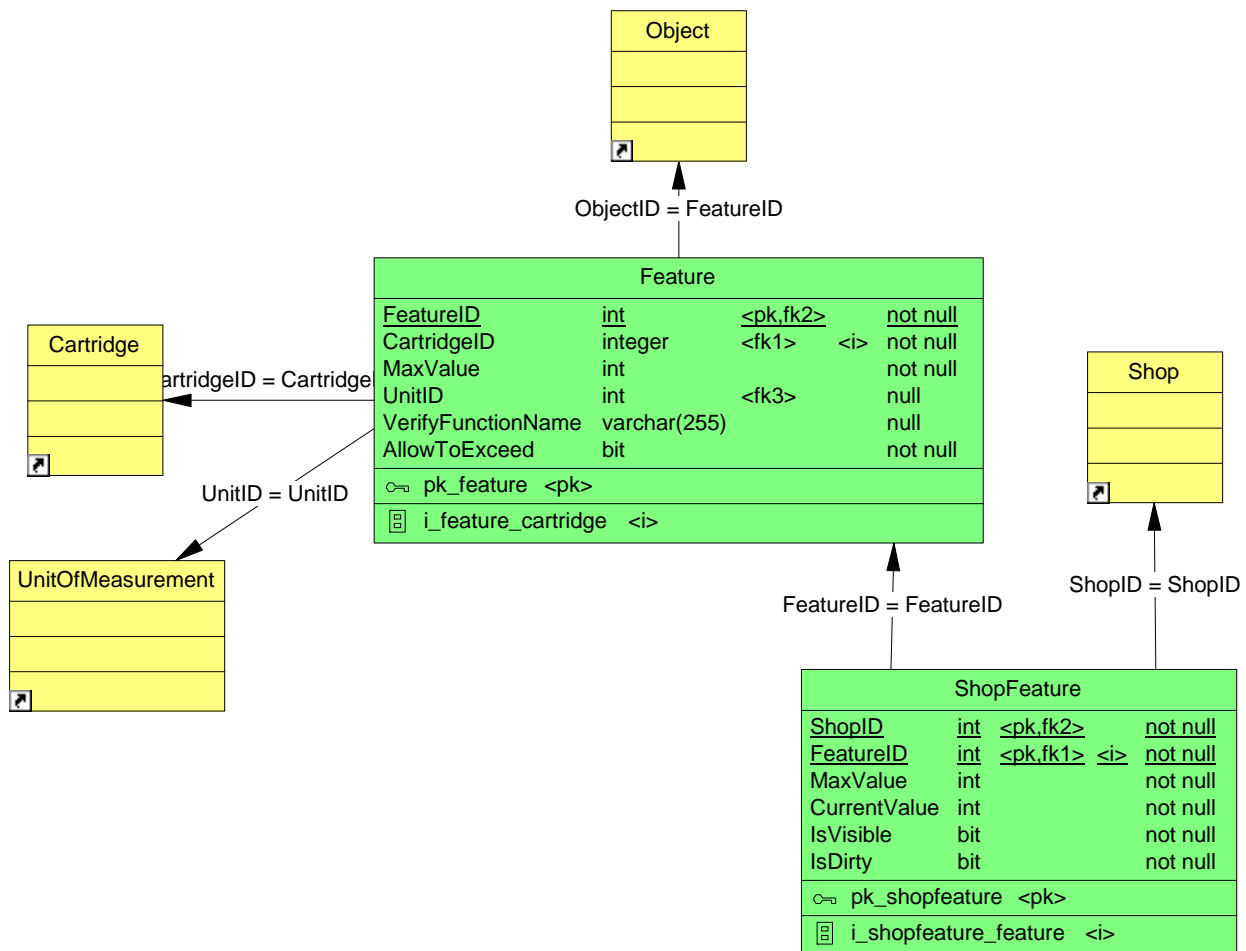 Object
ObjectID = FeatureID
Feature
FeatureID int <pk,fk2> not null
CartridgeID integer <fk1> <i> not null
MaxValue int not null
UnitID int <fk3> null
VerifyFunctionName varchar(255) null
AllowToExceed bit not null
pk_feature <pk>
i_feature_cartridge <i>
Cartridge
artridgeID = Cartridge
UnitID = UnitID
UnitOfMeasurement
Shop
ShopID = ShopID
FeatureID = FeatureID
ShopFeature
ShopID int <pk,fk2> not null
FeatureID int <pk,fk1> <i> not null
MaxValue int not null
CurrentValue int not null
IsVisible bit not null
IsDirty bit not null
pk_shopfeature <pk>
i_shopfeature_feature <i>